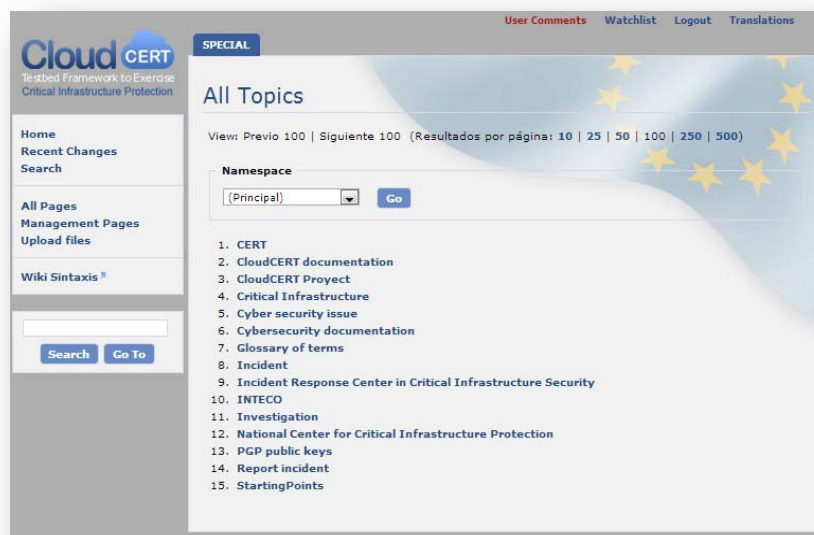 User Comments Watchlist Logout Translations
Cloud CERT
Testbed Framework to Exercise
Critical Infrastructure Protection
SPECIAL
All Topics
Home
Recent Changes
Search
All Pages
Management Pages
Upload files
Wiki Sintaxis
Search Go To
View: Previo 100 | Siguiente 100 (Resultados por página: 10 | 25 | 50 | 100 | 250 | 500)
Namespace
(Principal) Go
1. CERT
2. CloudCERT documentation
3. CloudCERT Proyect
4. Critical Infrastructure
5. Cyber security issue
6. Cybersecurity documentation
7. Glossary of terms
8. Incident
9. Incident Response Center in Critical Infrastructure Security
10. INTECO
11. Investigation
12. National Center for Critical Infrastructure Protection
13. PGP public keys
14. Report incident
15. StartingPoints